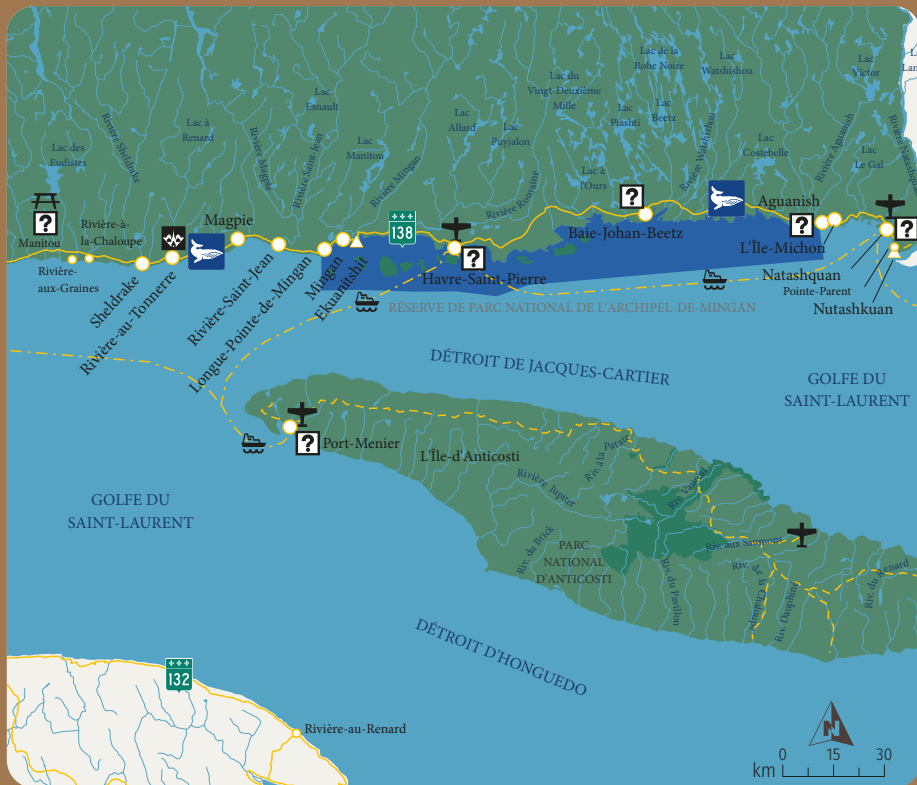 Lac de la
Rohe Noire
Lac
Watshishou
Lac
Victor
Lac du
Vingt-Deuxième
Mille
Lac
Esnault
Lac
Allard
Lac
Piashti
Lac
Beetz
Lac à
Renard
Lac
Puyjalon
Lac
Manitou
Lac
Costebelle
Lac
Le Gal
Lac des
Eudistes
Lac à
l'Ours
Rivière Sheldrake
Rivière Magpie
Rivière Saint Jean
Rivière Mingan
Rivière Romaine
Rivière Watshishou
Rivière Aguanish
?
Manitou
Rivière-à-
la-Chaloupe
Rivière-
aux-Graines
Sheldrake
Rivière-au-Tonnerre
Magpie
Rivière-Saint-Jean
Longue-Pointe-de-Mingan
Mingan
Ekuanitshit
138
?
Havre-Saint-Pierre
?
Baie-Johan-Beetz
Aguanish
?
L'Île-Michon
?
Natashquan
Pointe-Parent
Nutashkuan
RÉSERVE DE PARC NATIONAL DE L'ARCHIPEL-DE-MINGAN
DÉTROIT DE JACQUES-CARTIER
GOLFE DU
SAINT-LAURENT
?
Port-Menier
L'Île-d'Anticosti
Riv. à la Patate
Rivière Jupiter
Riv. Vauréal
Riv. du Brick
PARC
NATIONAL
D'ANTICOSTI
Riv. aux Saumons
Riv. du Pavillon
Riv. de la Chaloupe
Riv. Dauphiné
Riv. du Renard
GOLFE DU
SAINT-LAURENT
DÉTROIT D'HONGUEDO
132
Rivière-au-Renard
N
0 15 30
km